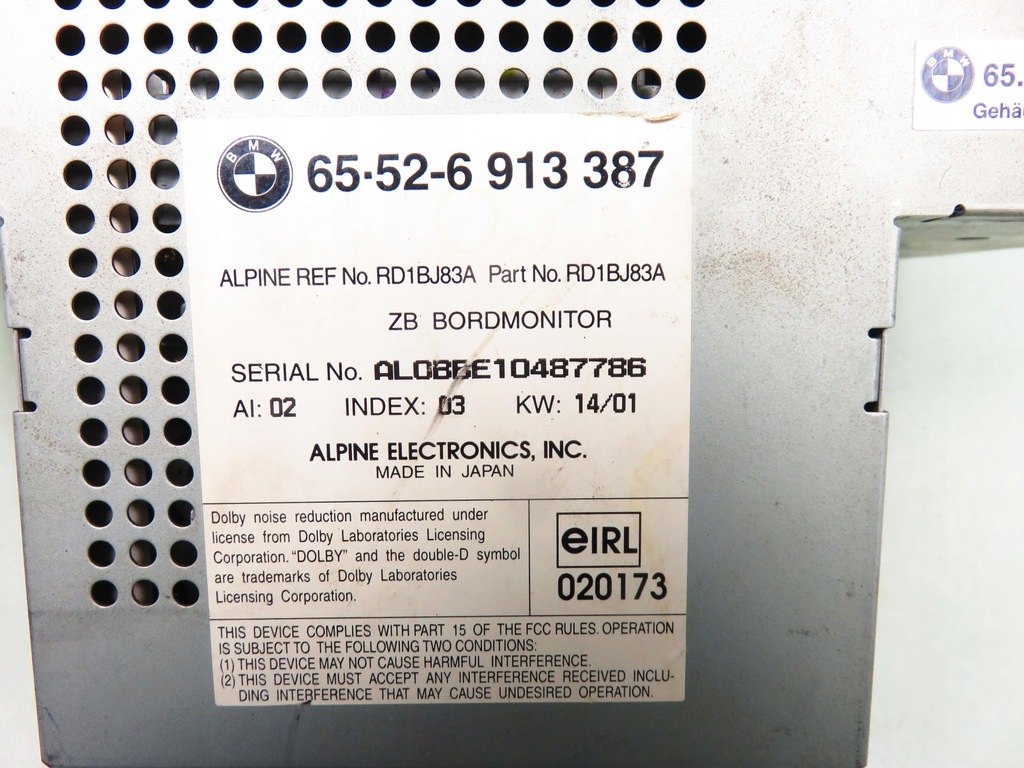 BMW
65·52-6 913 387
BMW
65.
Gehäu
ALPINE REF No. RD1BJ83A Part No. RD1BJ83A
ZB BORDMONITOR
SERIAL No.
AI: 02 INDEX: 03 KW: 14/01
ALPINE ELECTRONICS, INC.
MADE IN JAPAN
Dolby noise reduction manufactured under
license from Dolby Laboratories Licensing
Corporation. "DOLBY" and the double-D symbol
are trademarks of Dolby Laboratories
Licensing Corporation.
eIRL
020173
THIS DEVICE COMPLIES WITH PART 15 OF THE FCC RULES. OPERATION
IS SUBJECT TO THE FOLLOWING TWO CONDITIONS:
(1) THIS DEVICE MAY NOT CAUSE HARMFUL INTERFERENCE.
(2) THIS DEVICE MUST ACCEPT ANY INTERFERENCE RECEIVED INCLU-
DING INTERFERENCE THAT MAY CAUSE UNDESIRED OPERATION.